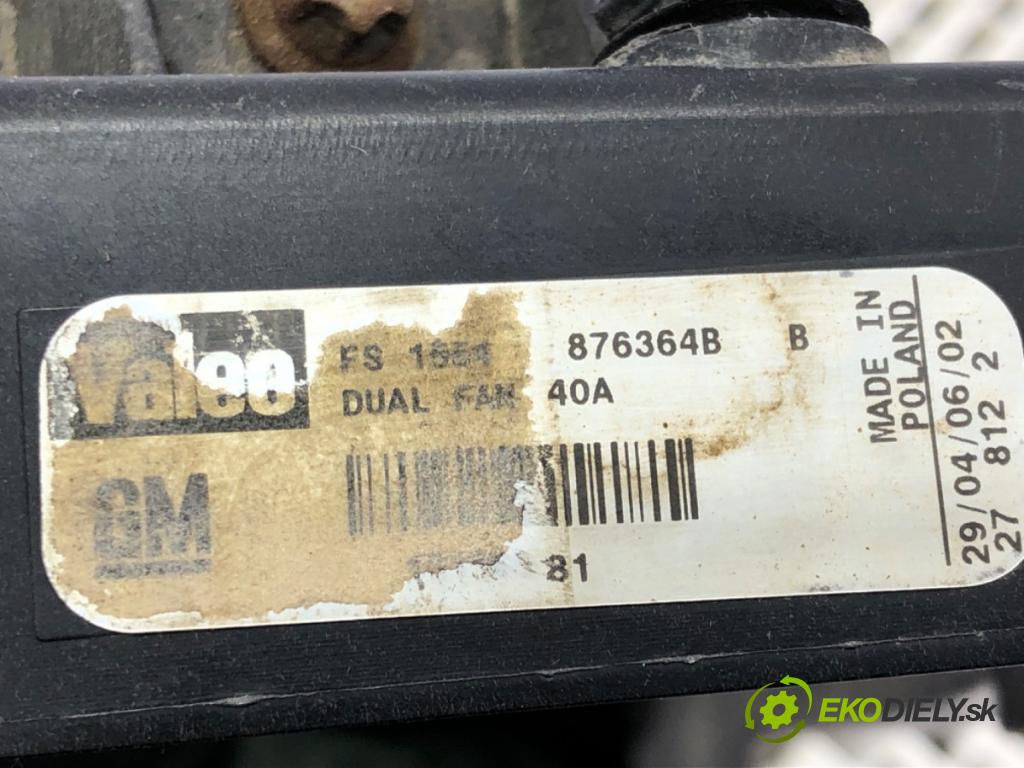 Valeo
FS 876364B B
DUAL FAN 40A
GM
81
MADE IN
POLAND
29/04/06/02
27 812 2
EKODIELY.sk